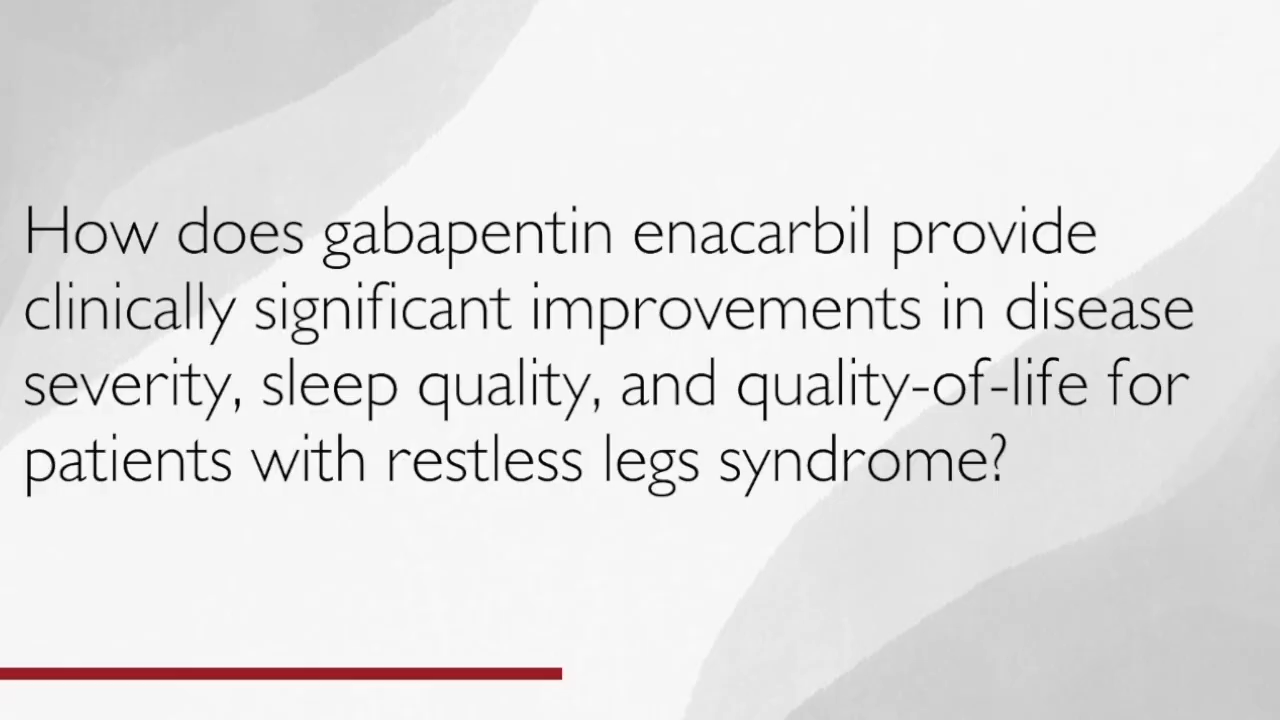 How does gabapentin enacarbil provide
clinically significant improvements in disease
severity, sleep quality, and quality-of-life for
patients with restless legs syndrome?